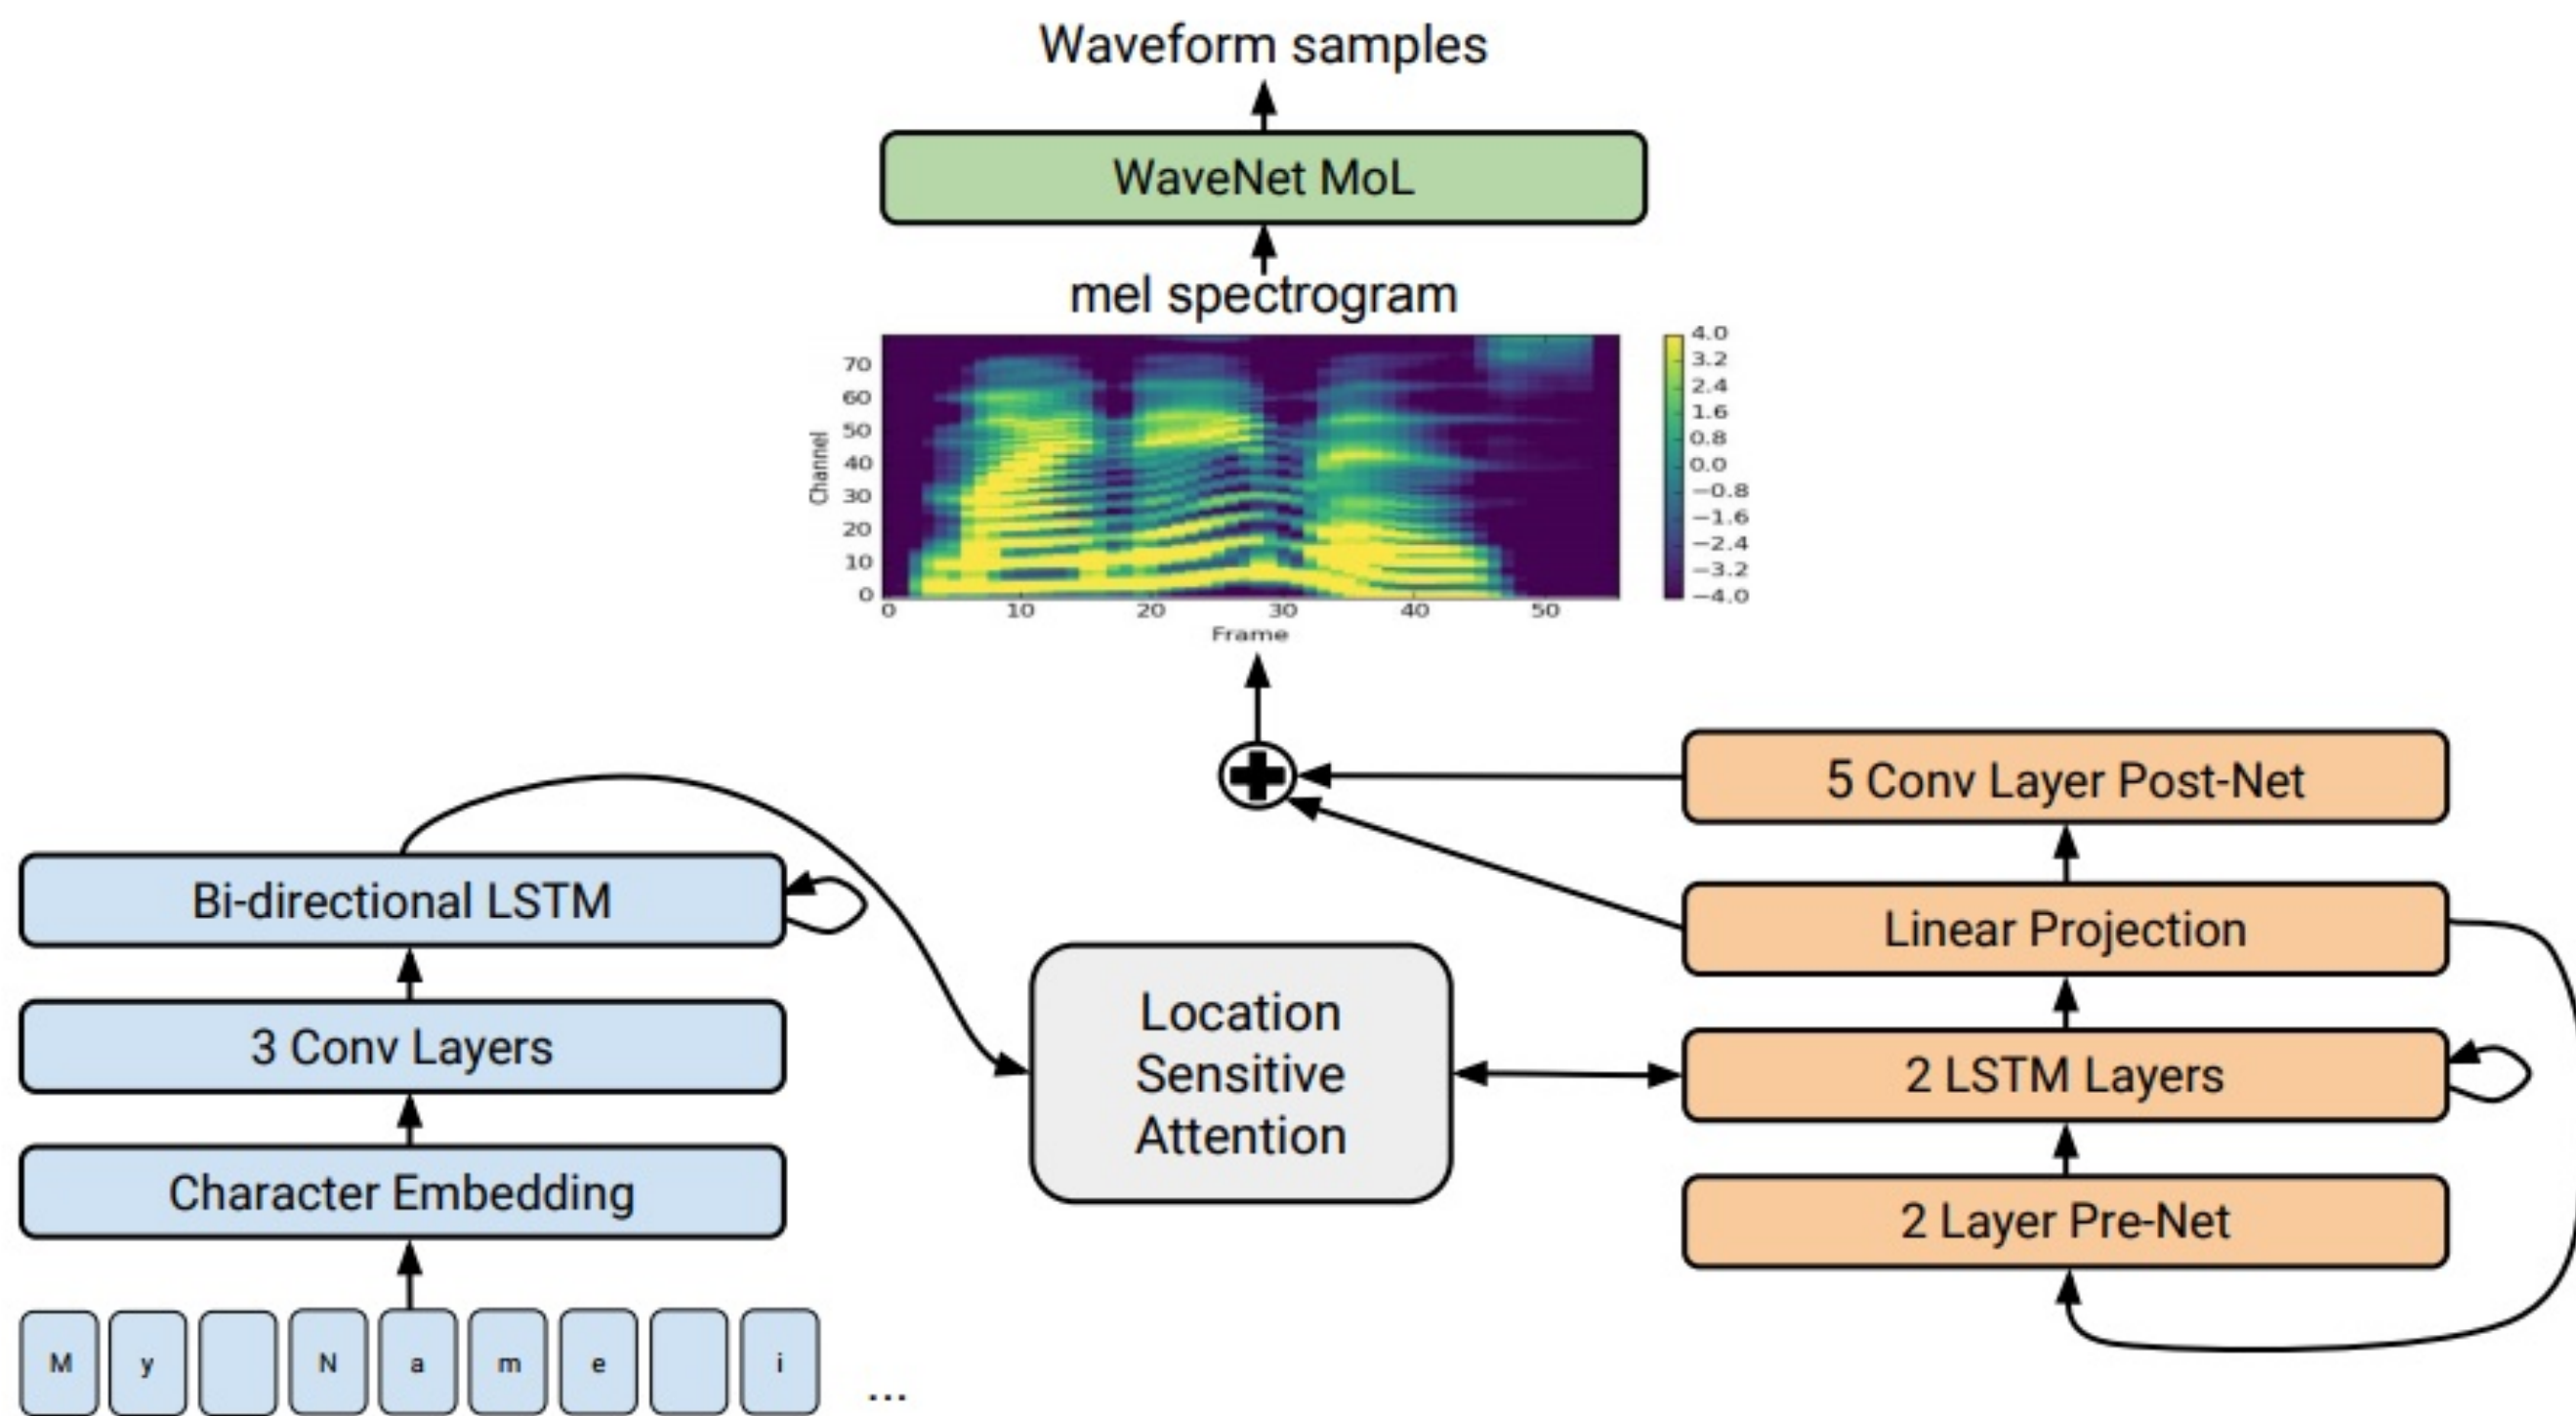 Waveform samples
WaveNet MoL
mel spectrogram
70
60
50
40
30
20
10
0
Channel
0 10 20 30 40 50
Frame
4.0
3.2
2.4
1.6
0.8
0.0
−0.8
−1.6
−2.4
−3.2
−4.0
Bi-directional LSTM
3 Conv Layers
Character Embedding
M y N a m e i ...
Location
Sensitive
Attention
5 Conv Layer Post-Net
Linear Projection
2 LSTM Layers
2 Layer Pre-Net